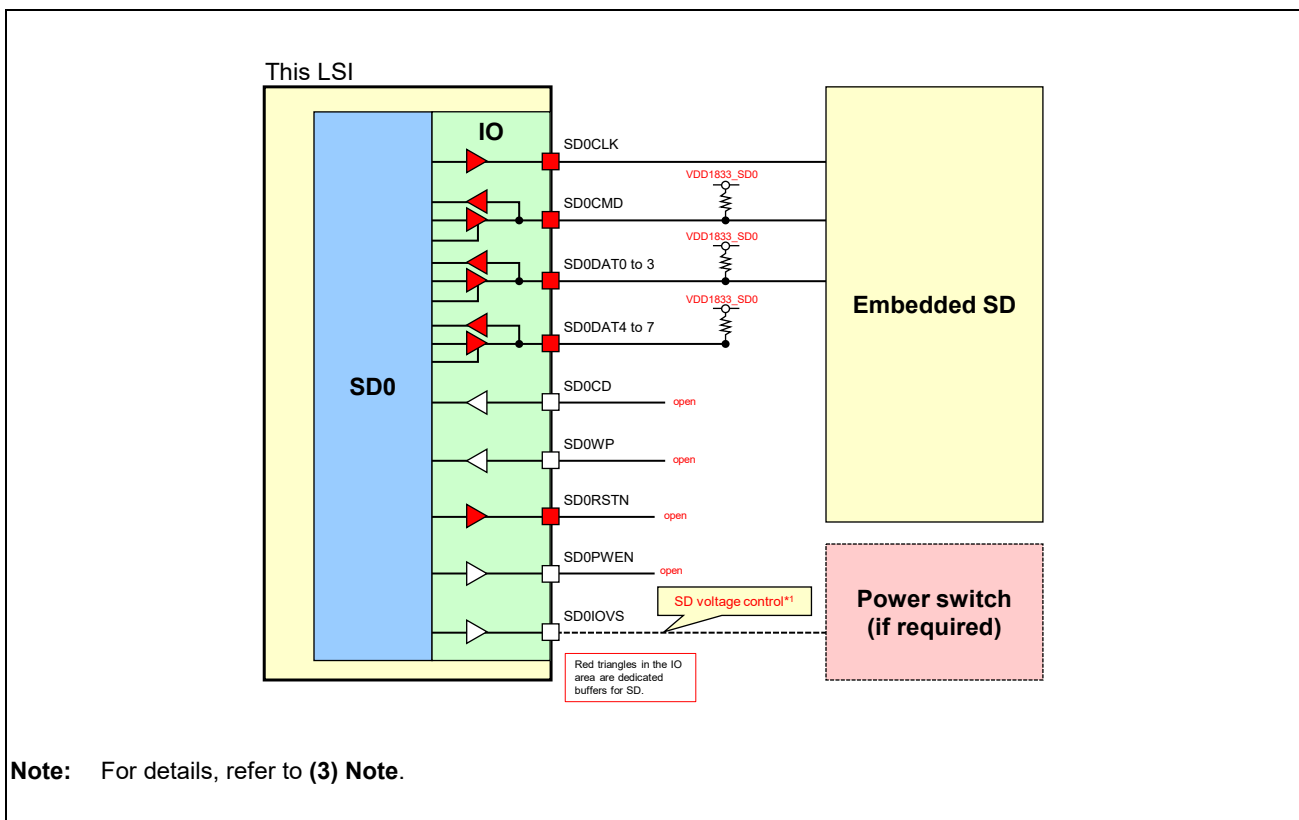 This LSI
IO
SD0CLK
VDD1833_SD0
SD0CMD
VDD1833_SD0
SD0DAT0 to 3
VDD1833_SD0
SD0DAT4 to 7
Embedded SD
SD0
SD0CD
open
SD0WP
open
SD0RSTN
open
SD0PWEN
open
SD voltage control*1
SD0IOVS
Power switch
(if required)
Red triangles in the IO
area are dedicated
buffers for SD.
Note: For details, refer to (3) Note.